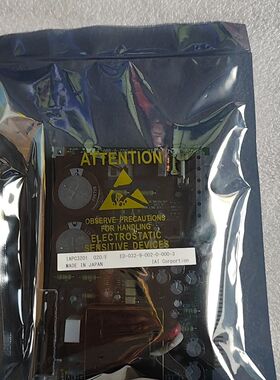 ATTENTION
OBSERVE PRECAUTIONS
FOR HANDLING
ELECTROSTATIC
SENSITIVE DEVICES
MADE IN JAPAN IAI Corporation